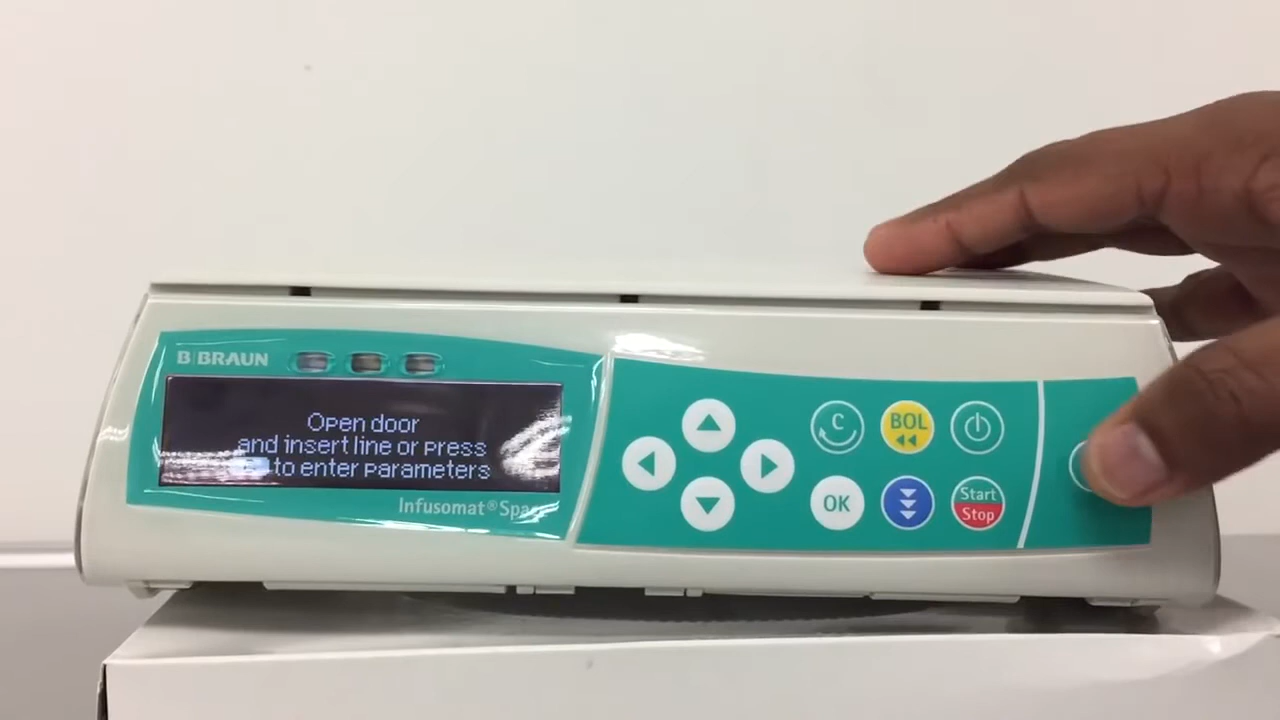 B BRAUN
Open door
and insert line or press
to enter parameters
Infusomat®
C
BOL
OK
Start
Stop